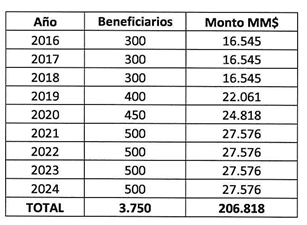 Año Beneficiarios Monto MM$
2016 300 16.545
2017 300 16.545
2018 300 16.545
2019 400 22.061
2020 450 24.818
2021 500 27.576
2022 500 27.576
2023 500 27.576
2024 500 27.576
TOTAL 3.750 206.818